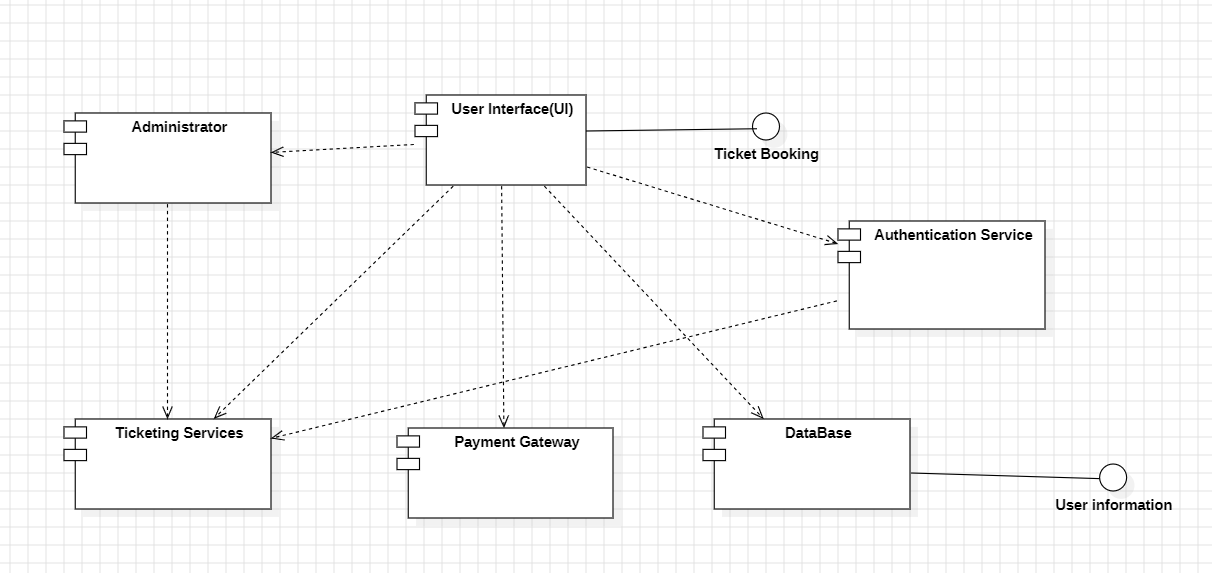 User Interface(UI)
Administrator
Ticket Booking
Authentication Service
Ticketing Services
Payment Gateway
DataBase
User information